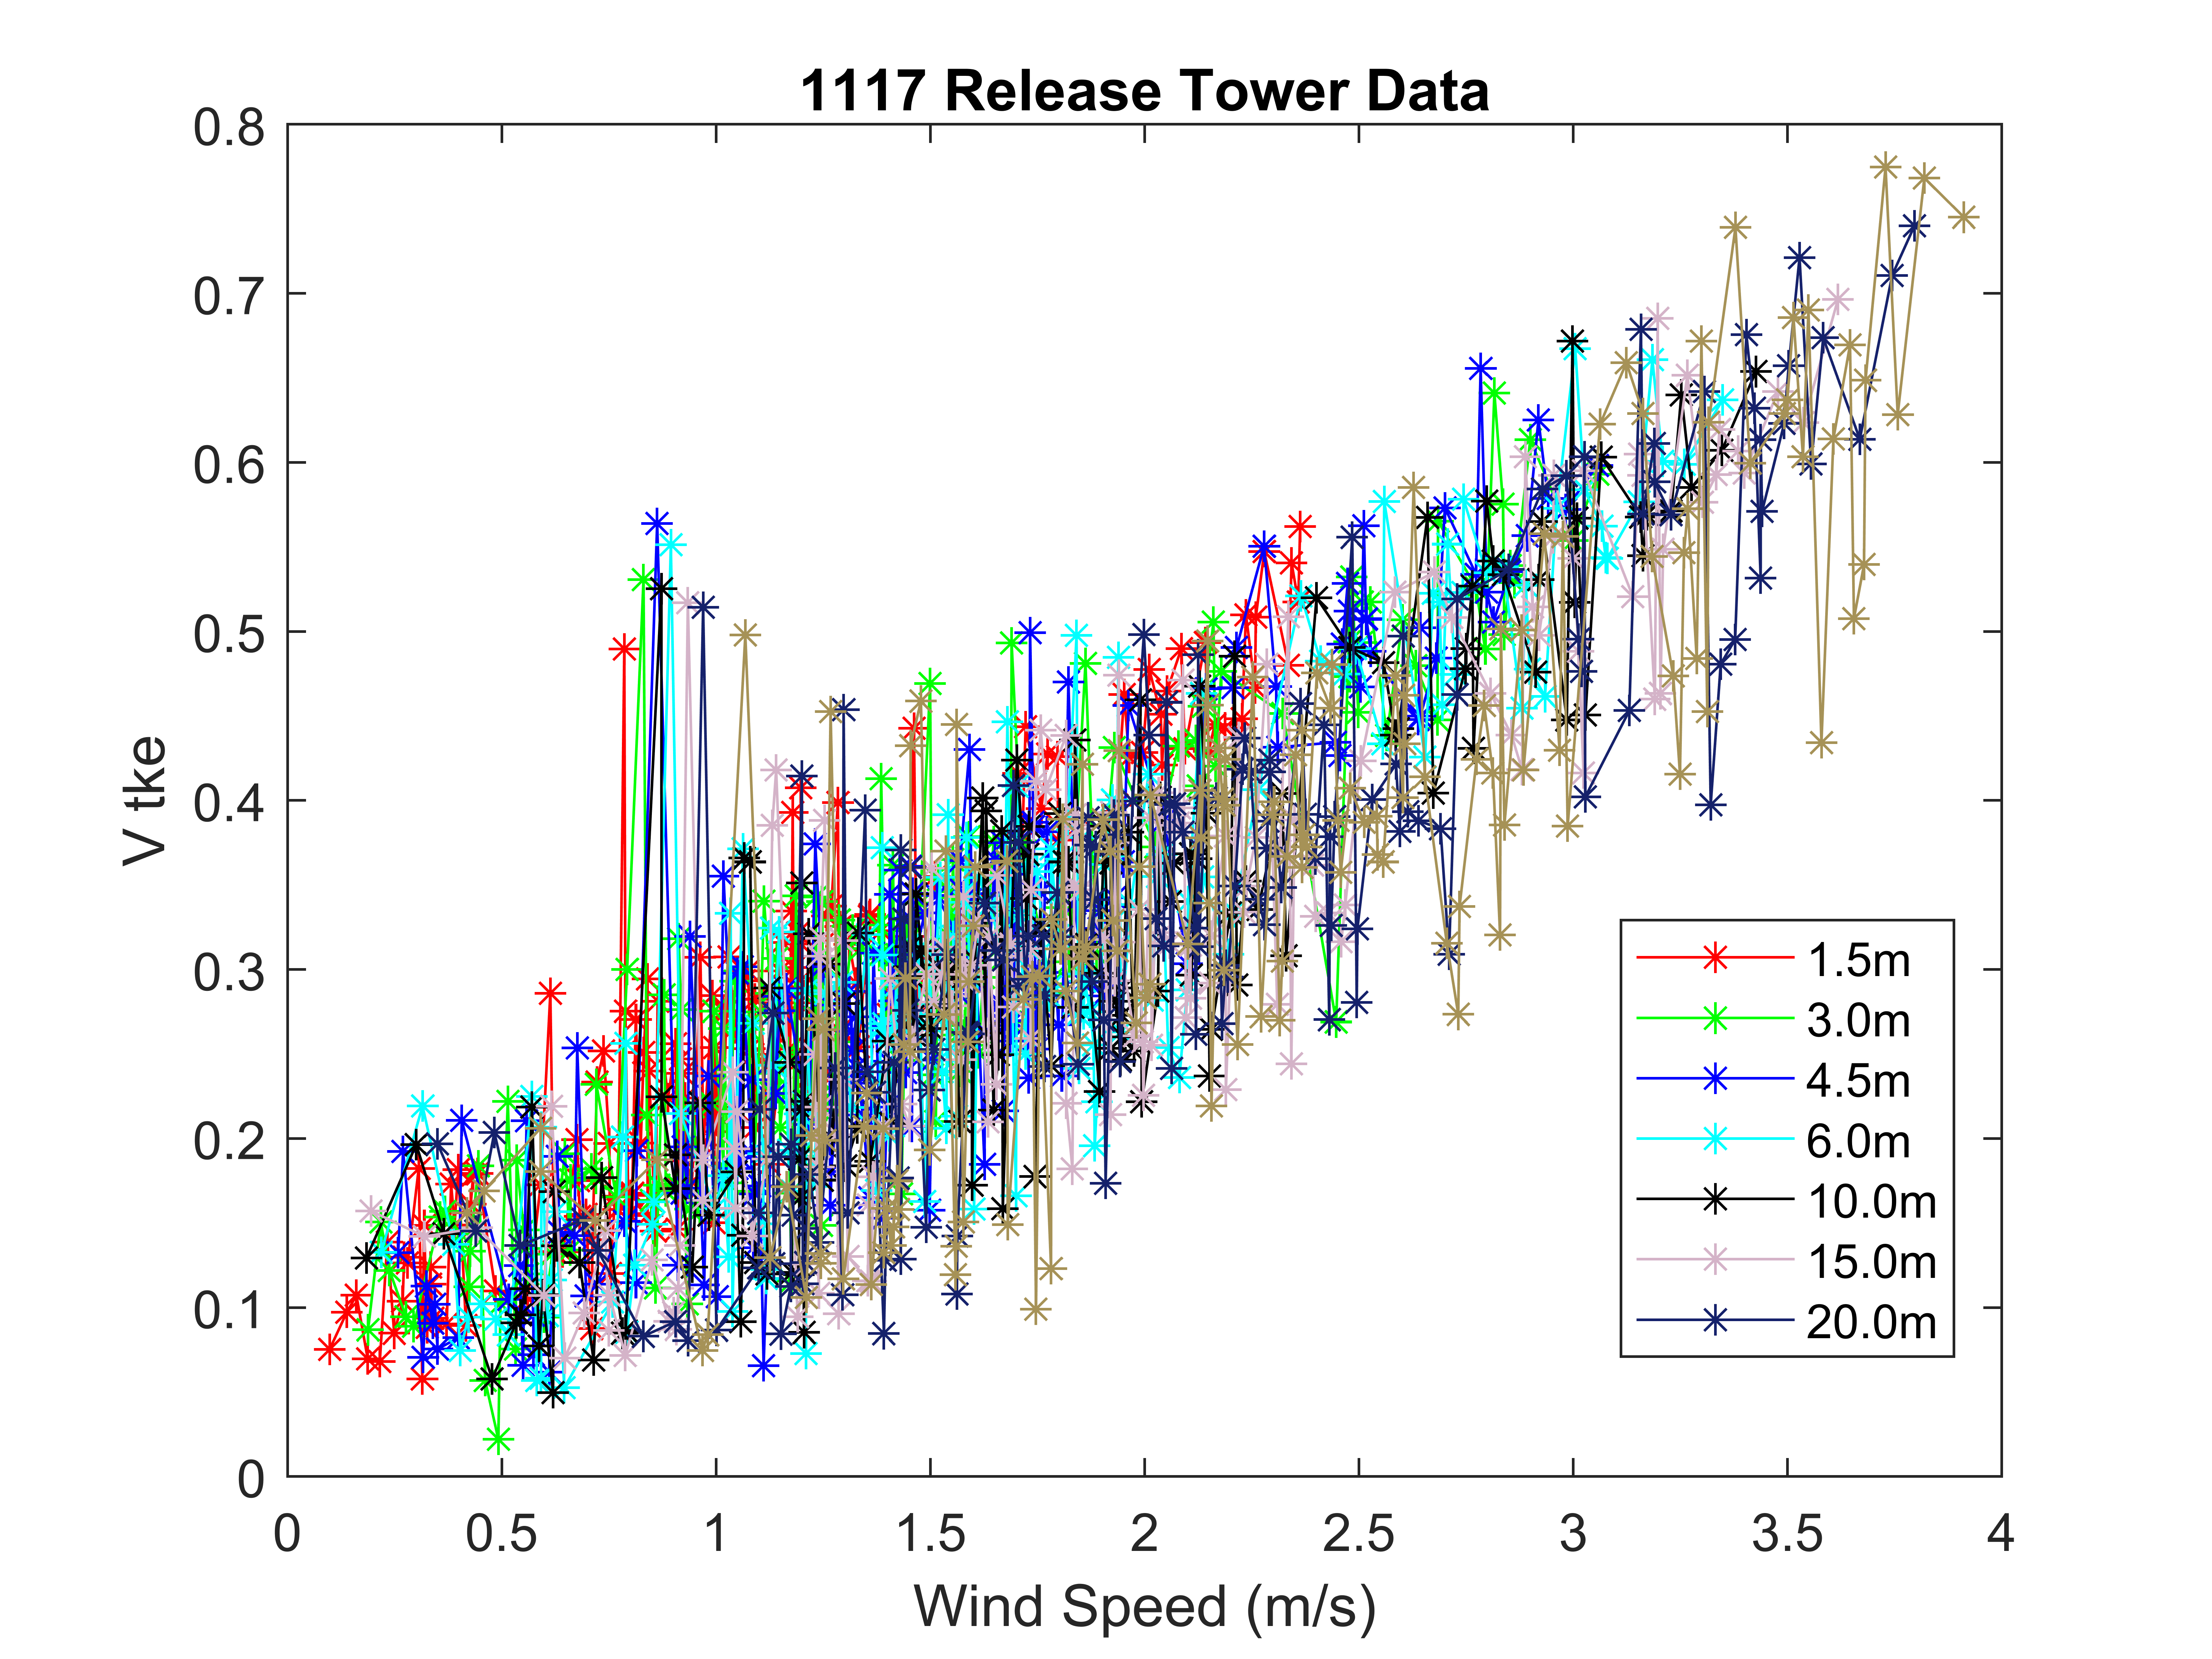 1117 Release Tower Data
0.8
0.7
0.6
0.5
0.4
0.3
0.2
0.1
0
V tke
1.5m
3.0m
4.5m
6.0m
10.0m
15.0m
20.0m
0 0.5 1 1.5 2 2.5 3 3.5 4
Wind Speed (m/s)